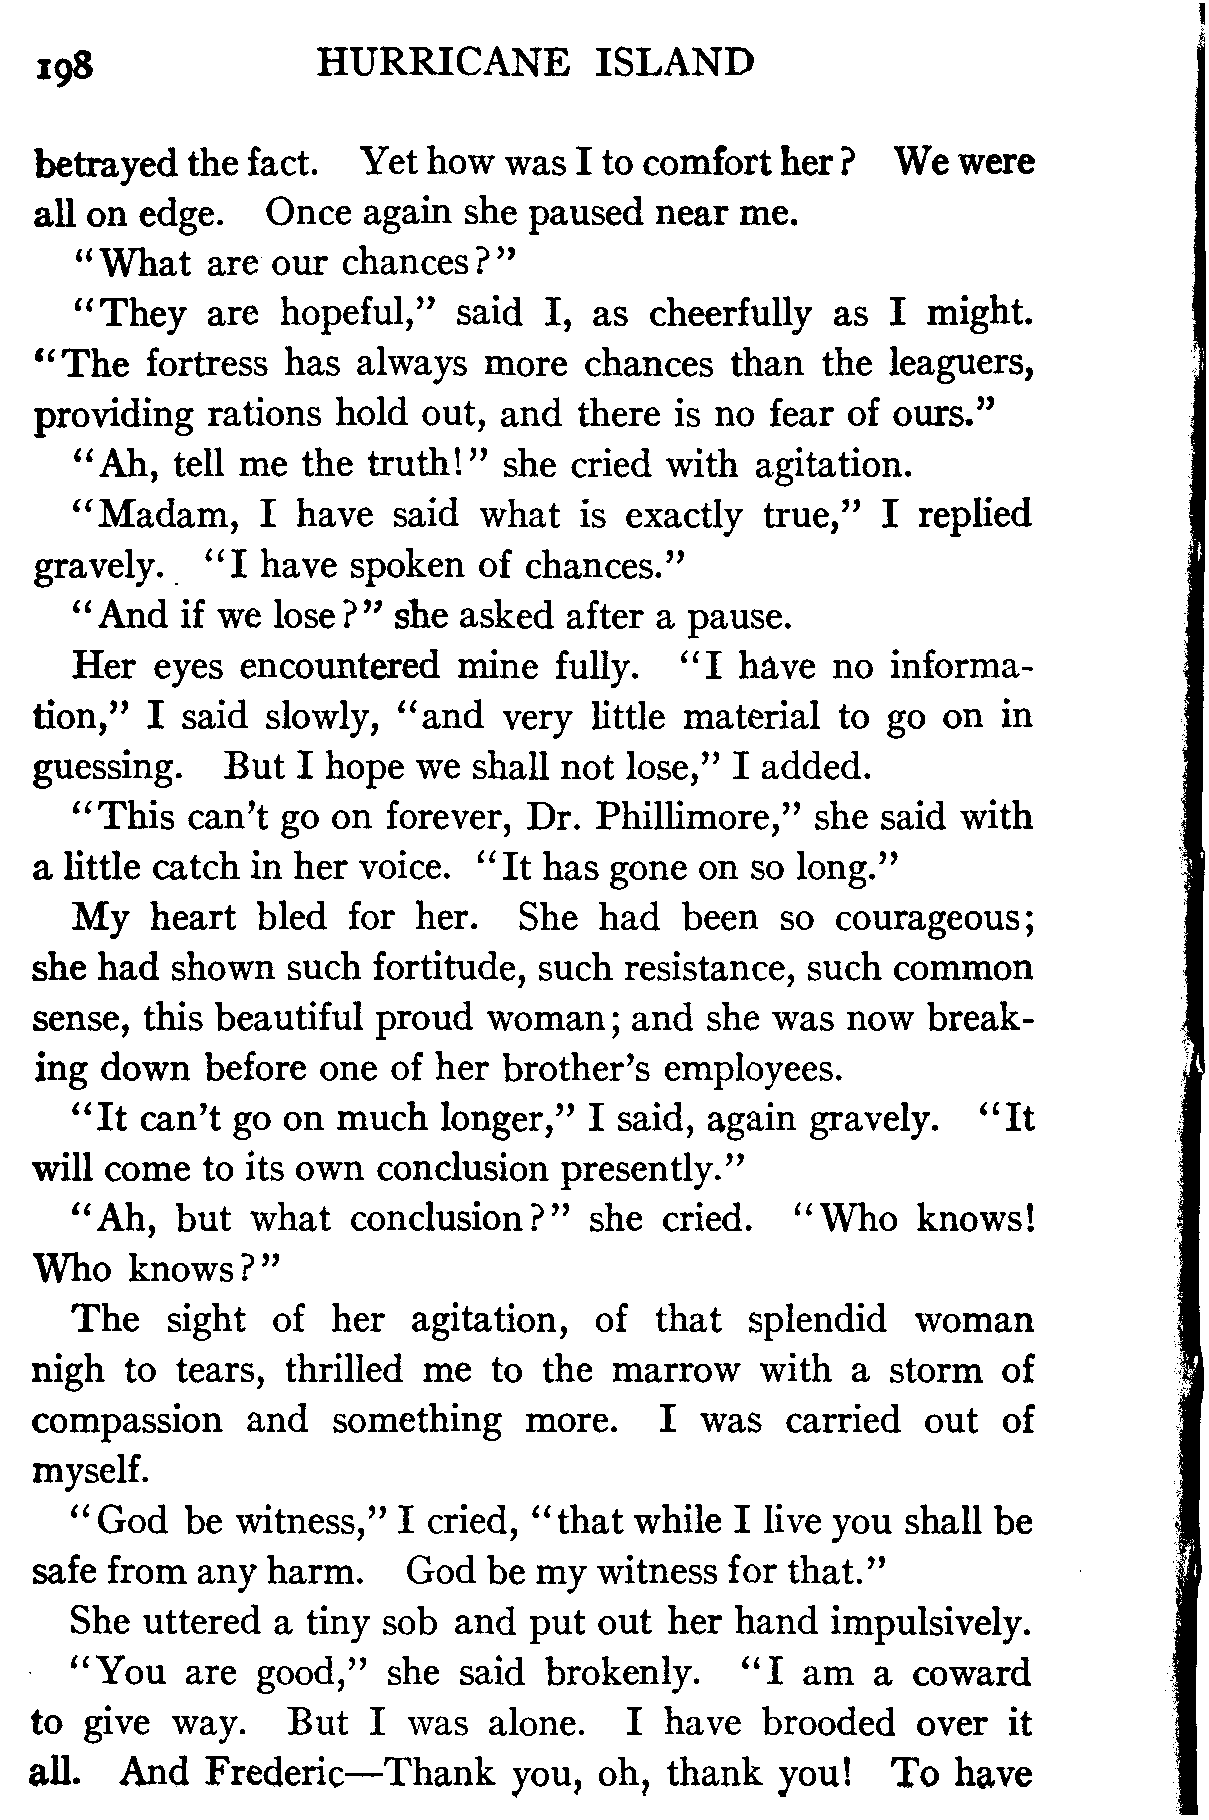 198 HURRICANE ISLAND
betrayed the fact. Yet how was I to comfort her? We were
all on edge. Once again she paused near me.
"What are our chances?"
"They are hopeful," said I, as cheerfully as I might.
"The fortress has always more chances than the leaguers,
providing rations hold out, and there is no fear of ours."
"Ah, tell me the truth!" she cried with agitation.
"Madam, I have said what is exactly true," I replied
gravely. "I have spoken of chances."
"And if we lose?" she asked after a pause.
Her eyes encountered mine fully. "I have no informa-
tion," I said slowly, "and very little material to go on in
guessing. But I hope we shall not lose," I added.
"This can't go on forever, Dr. Phillimore," she said with
a little catch in her voice. "It has gone on so long."
My heart bled for her. She had been so courageous;
she had shown such fortitude, such resistance, such common
sense, this beautiful proud woman; and she was now break-
ing down before one of her brother's employees.
"It can't go on much longer," I said, again gravely. "It
will come to its own conclusion presently."
"Ah, but what conclusion?" she cried. "Who knows!
Who knows?"
The sight of her agitation, of that splendid woman
nigh to tears, thrilled me to the marrow with a storm of
compassion and something more. I was carried out of
myself.
"God be witness," I cried, "that while I live you shall be
safe from any harm. God be my witness for that."
She uttered a tiny sob and put out her hand impulsively.
"You are good," she said brokenly. "I am a coward
to give way. But I was alone. I have brooded over it
all. And Frederic—Thank you, oh, thank you! To have